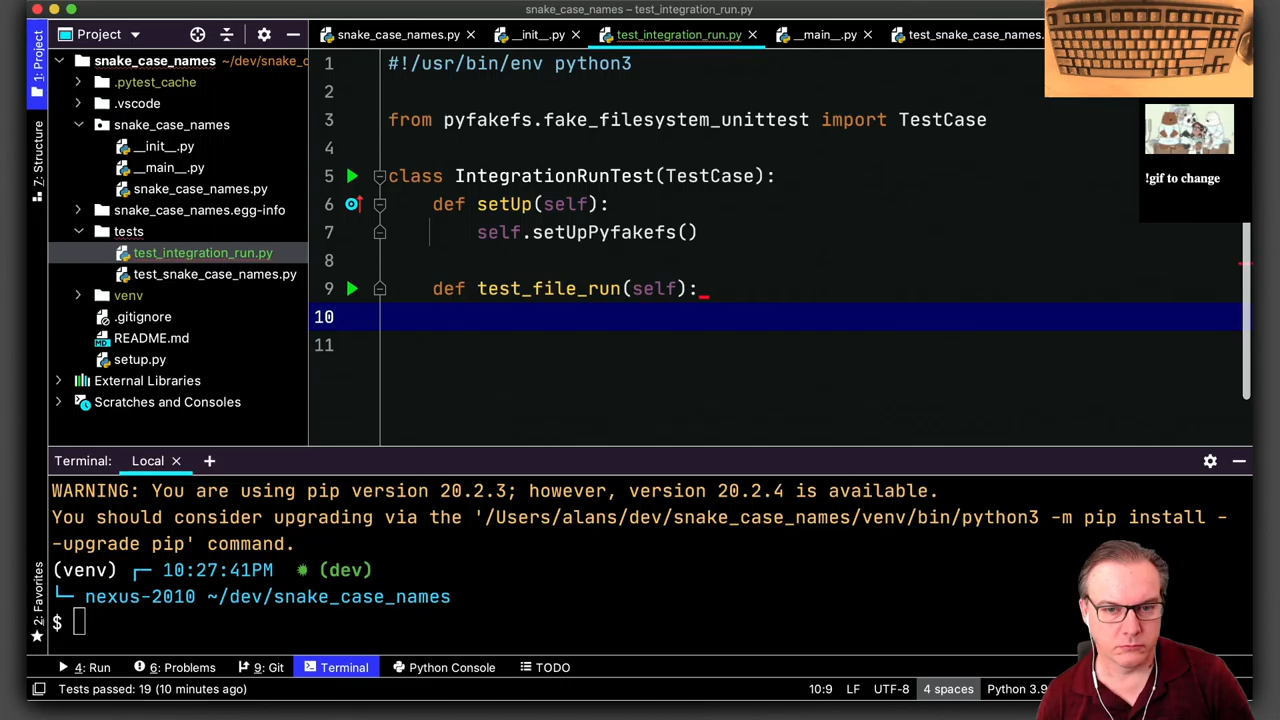 snake_case_names – test_integration_run.py
Project
snake_case_names.py
__init__.py
test_integration_run.py
__main__.py
test_snake_case_names.
1: Project
7: Structure
2: Favorites
snake_case_names ~/dev/snake_c
.pytest_cache
.vscode
snake_case_names
__init__.py
__main__.py
snake_case_names.py
snake_case_names.egg-info
tests
test_integration_run.py
test_snake_case_names.py
venv
.gitignore
README.md
setup.py
External Libraries
Scratches and Consoles
1 #!/usr/bin/env python3
2
3 from pyfakefs.fake_filesystem_unittest import TestCase
4
5 class IntegrationRunTest(TestCase):
6 def setUp(self):
7 self.setUpPyfakefs()
8
9 def test_file_run(self):
10
11
!gif to change
Terminal: Local
WARNING: You are using pip version 20.2.3; however, version 20.2.4 is available.
You should consider upgrading via the '/Users/alans/dev/snake_case_names/venv/bin/python3 -m pip install -
-upgrade pip' command.
(venv) ┌─ 10:27:41PM ✹ (dev)
└─ nexus-2010 ~/dev/snake_case_names
$
4: Run 6: Problems 9: Git Terminal Python Console TODO
Tests passed: 19 (10 minutes ago) 10:9 LF UTF-8 4 spaces Python 3.9